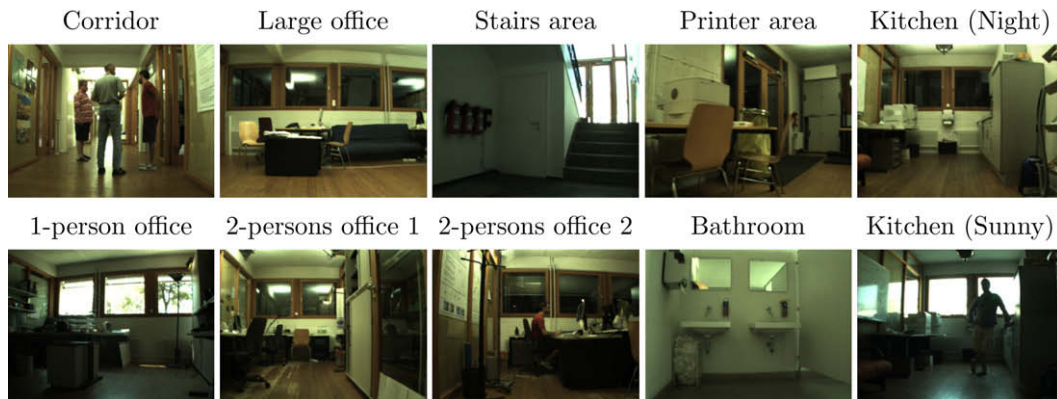 Corridor
Large office
Stairs area
Printer area
Kitchen (Night)
1-person office
2-persons office 1
2-persons office 2
Bathroom
Kitchen (Sunny)